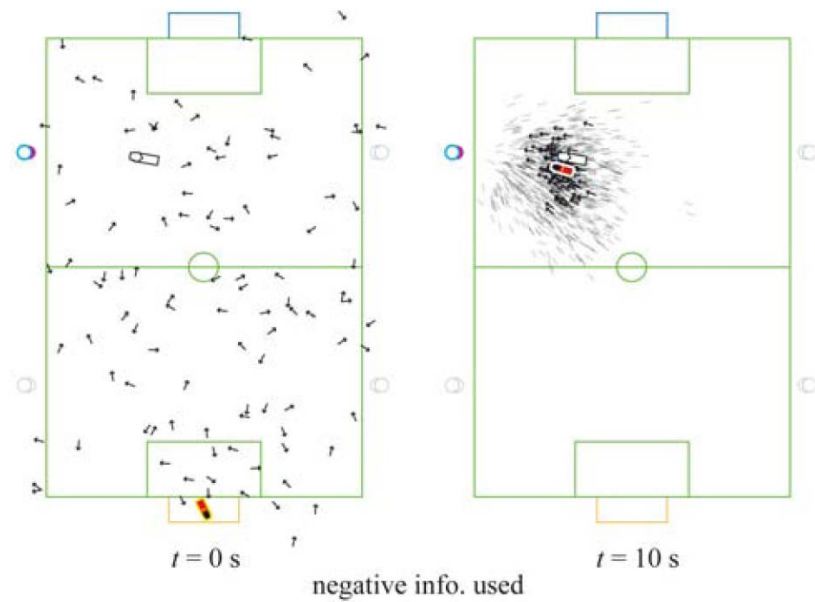 t = 0 s
t = 10 s
negative info. used